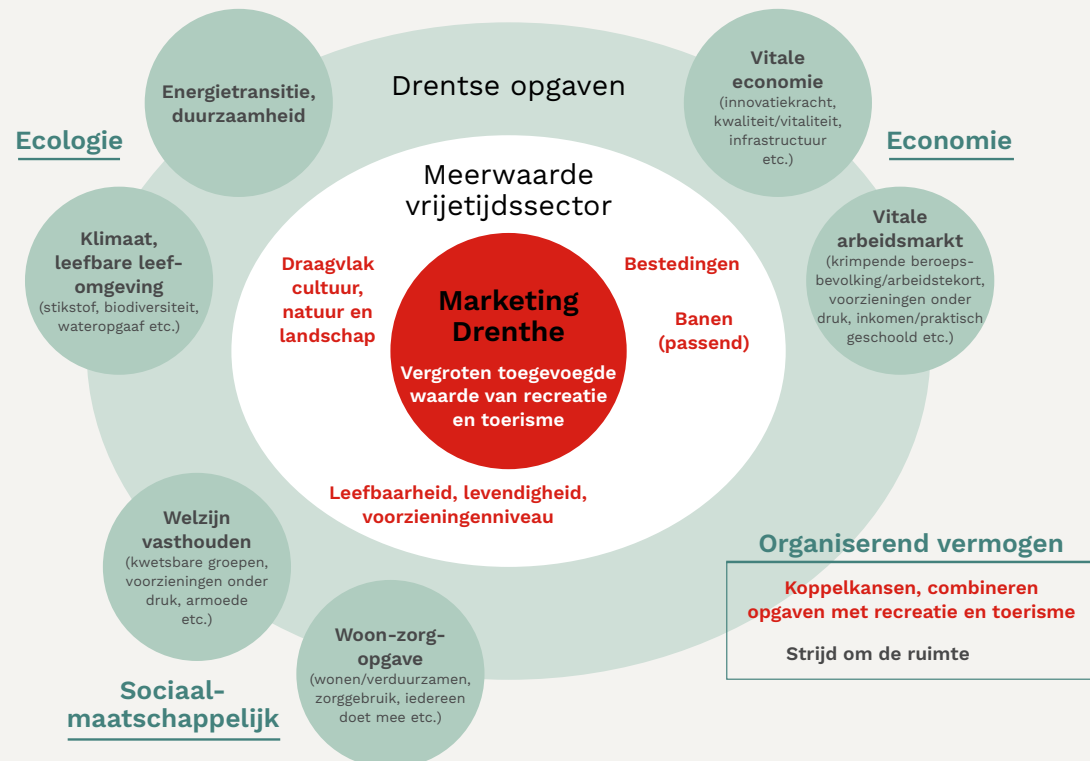 Drentse opgaven
Energietransitie,
duurzaamheid
Vitale
economie
(innovatiekracht,
kwaliteit/vitaliteit,
infrastructuur
etc.)
Ecologie
Economie
Klimaat,
leefbare leef-
omgeving
(stikstof, biodiversiteit,
wateropgaaf etc.)
Vitale
arbeidsmarkt
(krimpende beroeps-
bevolking/arbeidstekort,
voorzieningen onder
druk, inkomen/praktisch
geschoold etc.)
Meerwaarde
vrijetijdssector
Draagvlak
cultuur,
natuur en
landschap
Bestedingen
Banen
(passend)
Marketing
Drenthe
Vergroten toegevoegde
waarde van recreatie
en toerisme
Leefbaarheid, levendigheid,
voorzieningenniveau
Welzijn
vasthouden
(kwetsbare groepen,
voorzieningen onder
druk, armoede
etc.)
Woon-zorg-
opgave
(wonen/verduurzamen,
zorggebruik, iedereen
doet mee etc.)
Sociaal-
maatschappelijk
Organiserend vermogen
Koppelkansen, combineren
opgaven met recreatie en toerisme
Strijd om de ruimte